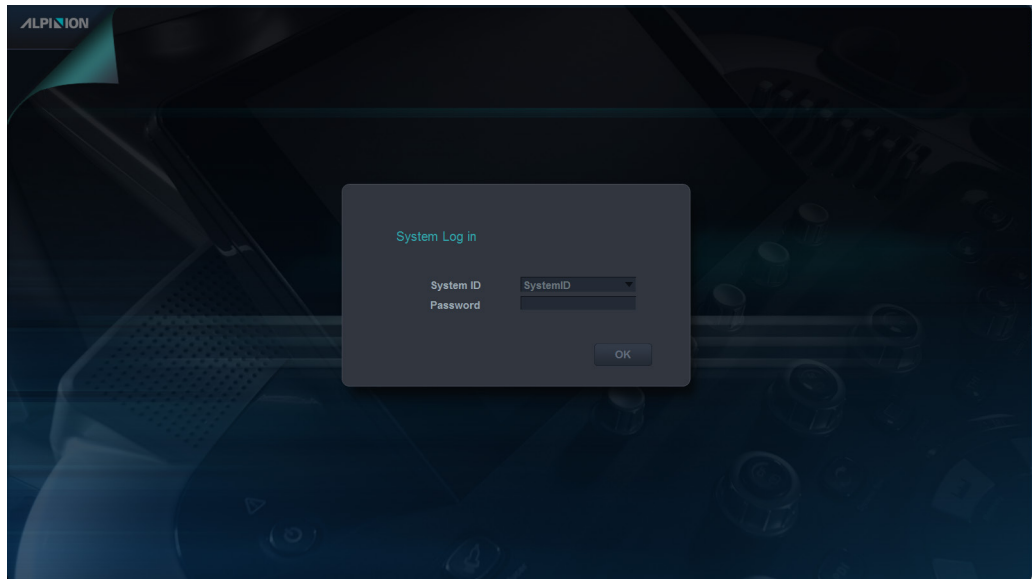 ALPINION
System Log in
System ID
SystemID
Password
OK